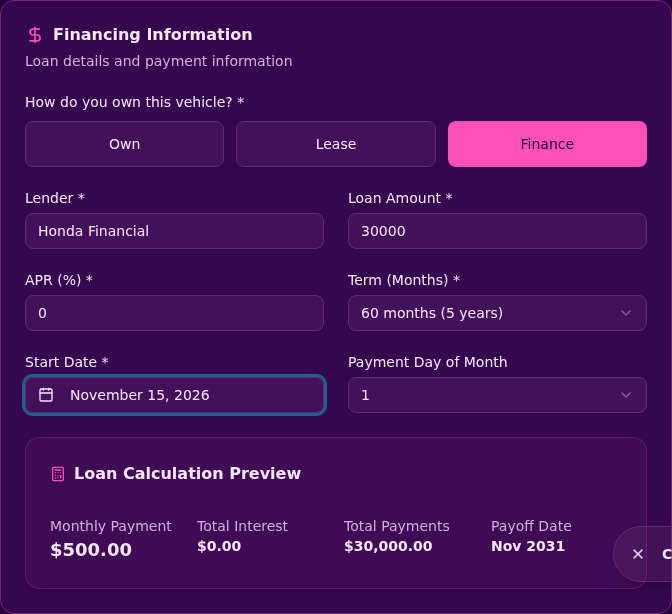 Financing Information
Loan details and payment information
How do you own this vehicle? *
Own Lease Finance
Lender * Loan Amount *
Honda Financial 30000
APR (%) * Term (Months) *
0 60 months (5 years)
Start Date * Payment Day of Month
November 15, 2026 1
Loan Calculation Preview
Monthly Payment Total Interest Total Payments Payoff Date
$500.00 $0.00 $30,000.00 Nov 2031